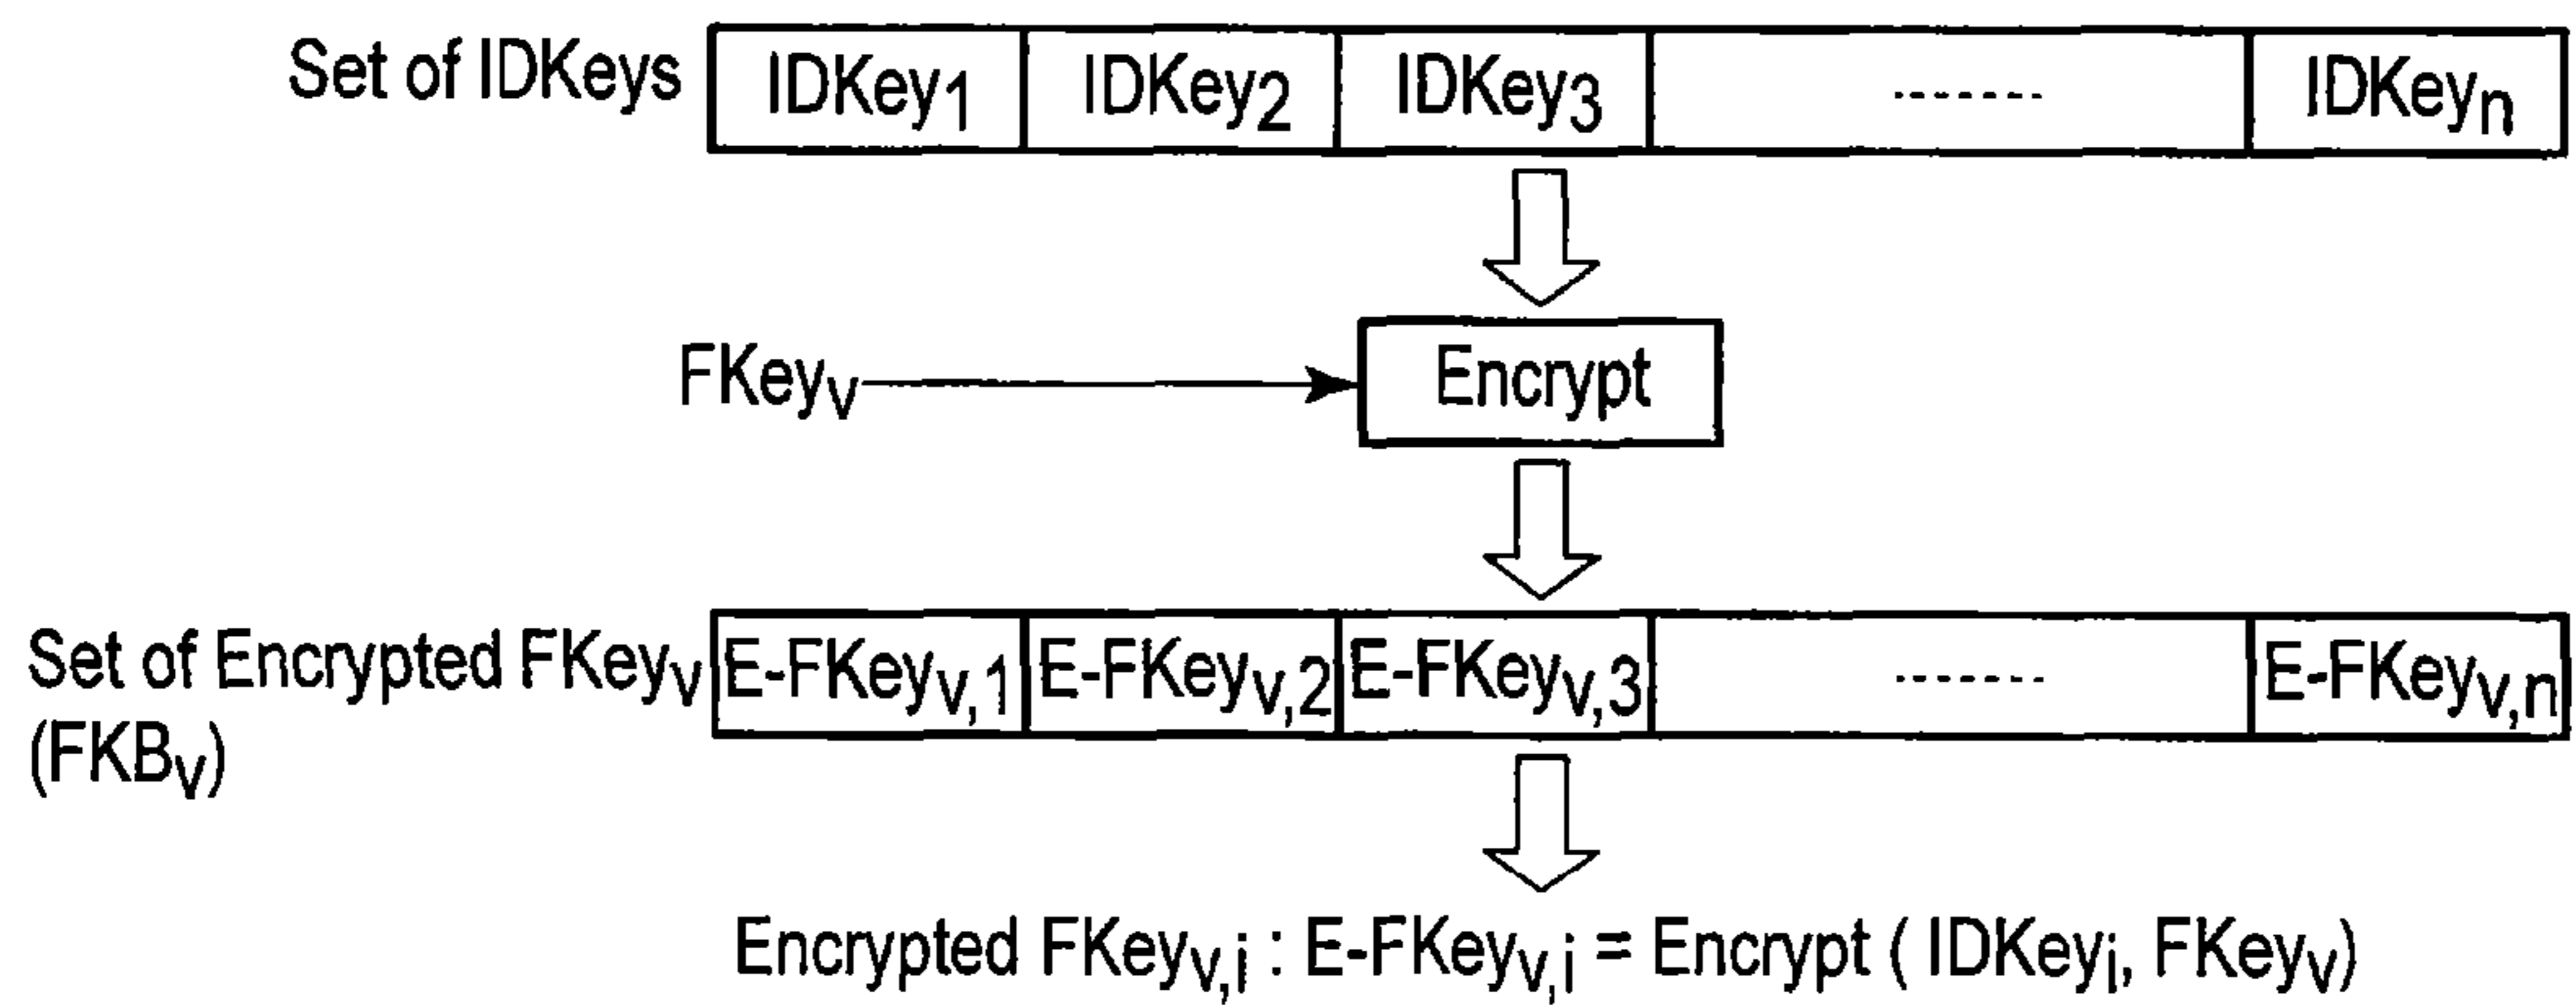 Set of IDKeys IDKey1 IDKey2 IDKey3 ------- IDKeyn
FKeyv Encrypt
Set of Encrypted FKeyv E-FKeyv,1 E-FKeyv,2 E-FKeyv,3 ------- E-FKeyv,n
(FKBv)
Encrypted FKeyv,i : E-FKeyv,i = Encrypt ( IDKeyi, FKeyv)